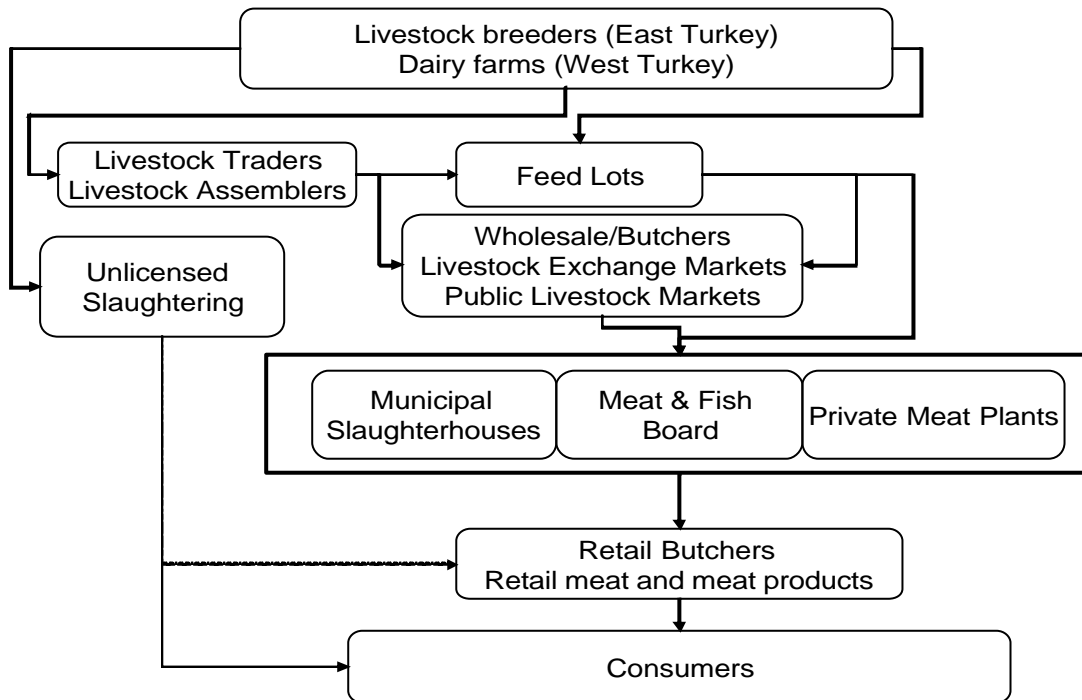 Livestock breeders (East Turkey)
Dairy farms (West Turkey)
Livestock Traders
Livestock Assemblers
Feed Lots
Wholesale/Butchers
Livestock Exchange Markets
Public Livestock Markets
Unlicensed
Slaughtering
Municipal
Slaughterhouses
Meat & Fish
Board
Private Meat Plants
Retail Butchers
Retail meat and meat products
Consumers